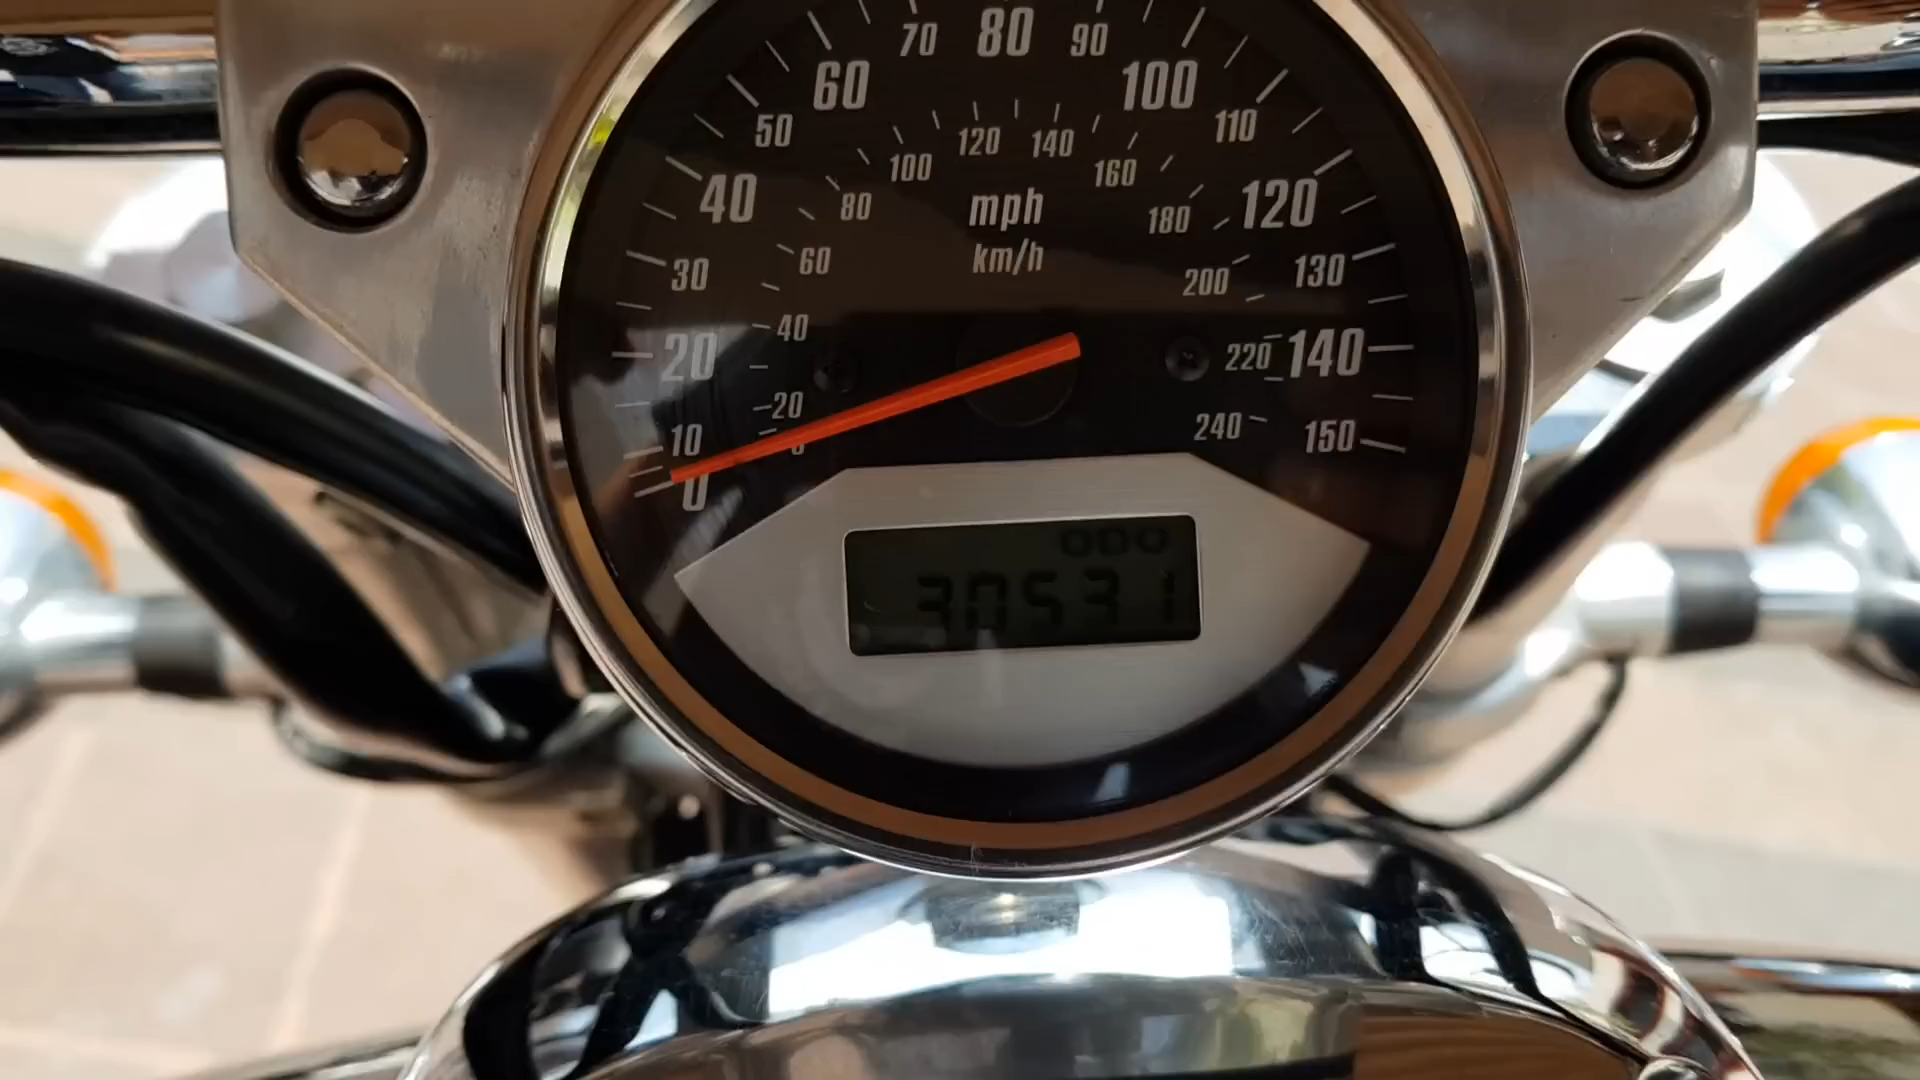 70 80 90
60 100
50 110
100 120 140 160
40 80 mph 180 120
30 60 km/h 200 130
20 40 220 140
10 20 240 150
0
0
ODO
30531